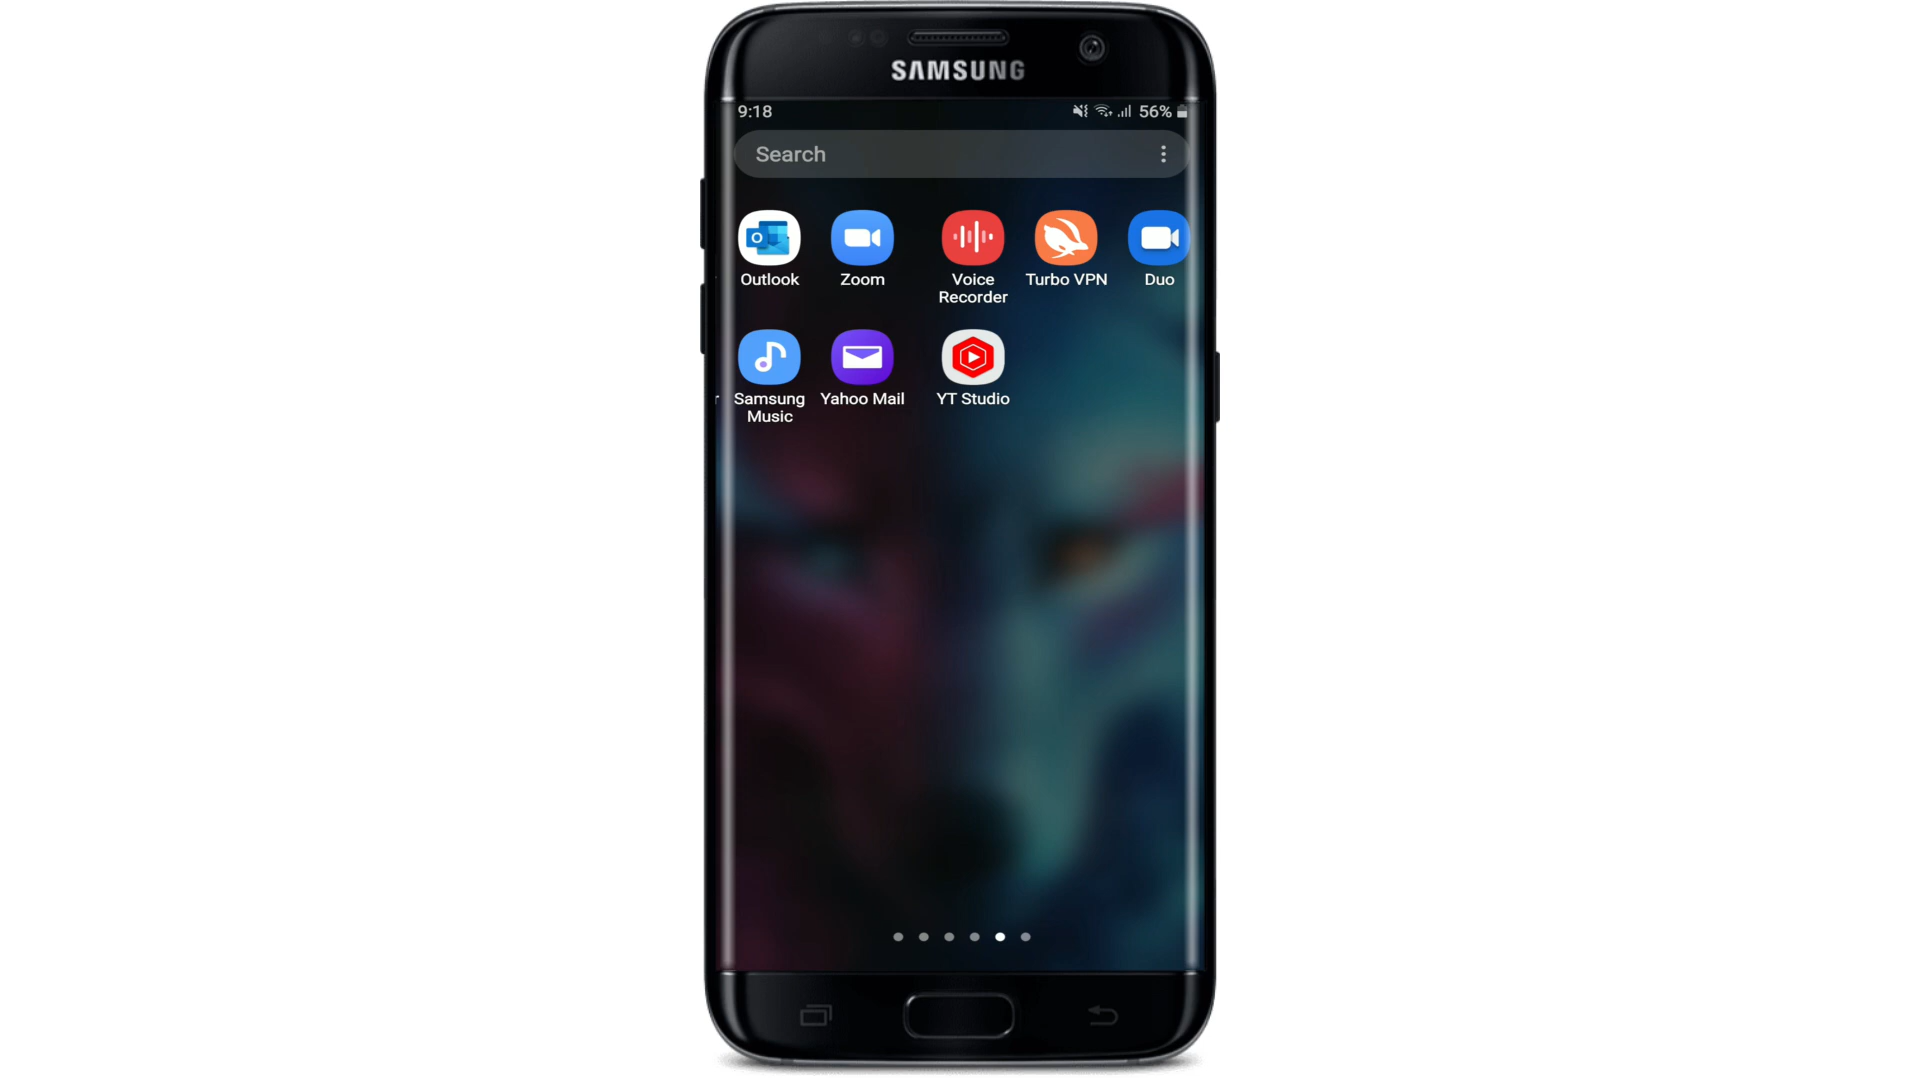 SAMSUNG
9:18
56%
Search
Outlook
Zoom
Voice
Recorder
Turbo VPN
Duo
r
Samsung
Music
Yahoo Mail
YT Studio